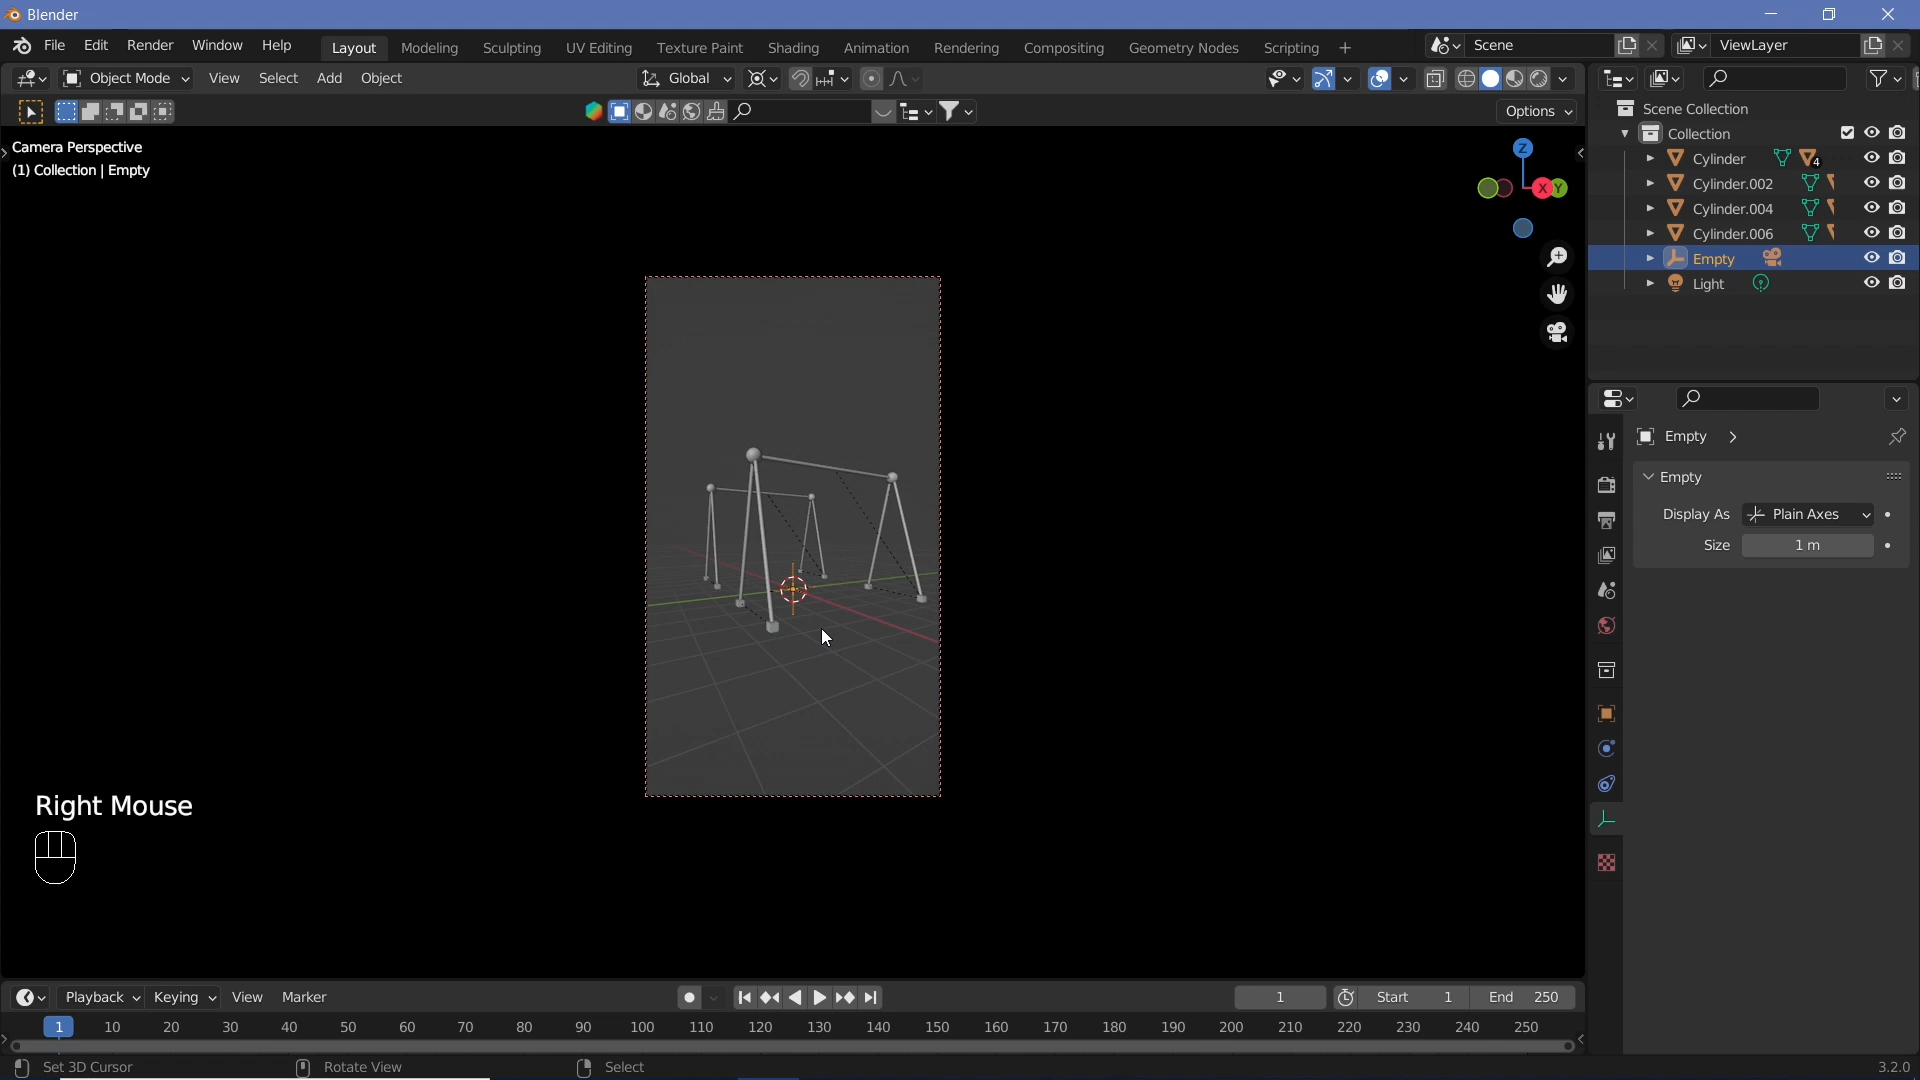 Blender
File Edit Render Window Help Layout Modeling Sculpting UV Editing Texture Paint Shading Animation Rendering Compositing Geometry Nodes Scripting + Scene ViewLayer
Object Mode View Select Add Object Global
Options
Camera Perspective
(1) Collection | Empty
Z
X Y
Scene Collection
Collection
Cylinder 4
Cylinder.002
Cylinder.004
Cylinder.006
Empty
Light
Empty
Empty
Display As Plain Axes
Size 1 m
Right Mouse
Playback Keying View Marker 1 Start 1 End 250
1 10 20 30 40 50 60 70 80 90 100 110 120 130 140 150 160 170 180 190 200 210 220 230 240 250
Set 3D Cursor Rotate View Select 3.2.0